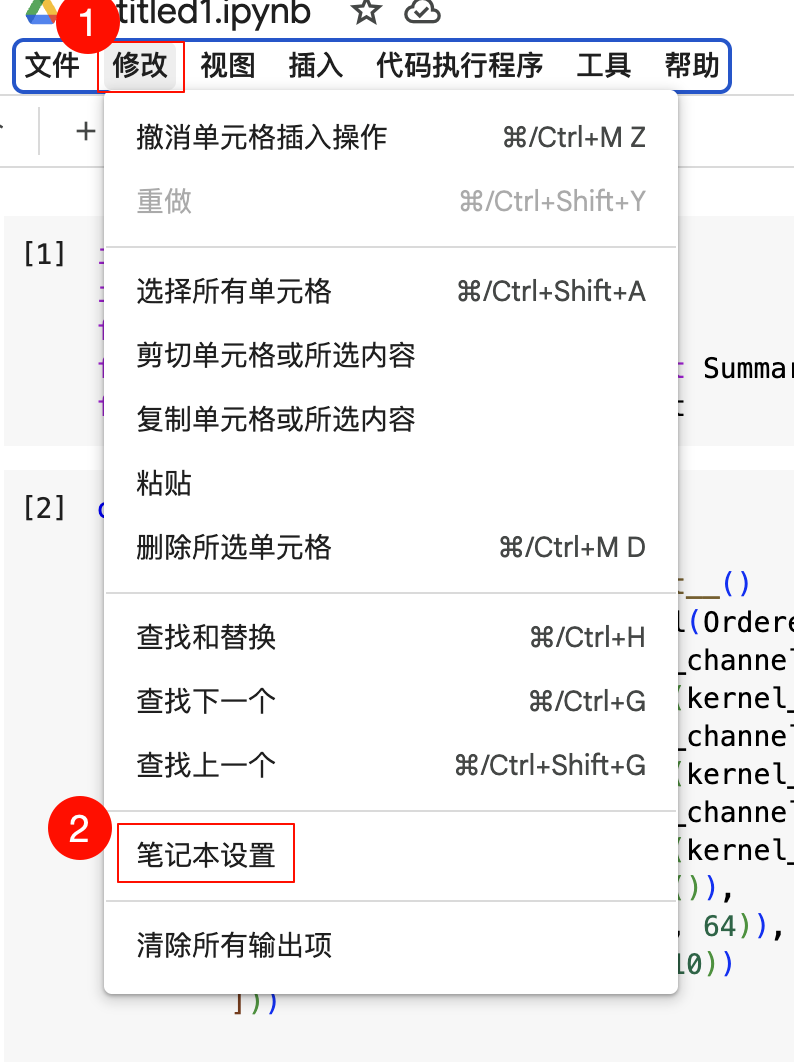 titled1.ipynb
1
文件 修改 视图 插入 代码执行程序 工具 帮助
+
撤消单元格插入操作 ⌘/Ctrl+M Z
重做 ⌘/Ctrl+Shift+Y
[1]
选择所有单元格 ⌘/Ctrl+Shift+A
剪切单元格或所选内容
Summar
复制单元格或所选内容
粘贴
[2]
删除所选单元格 ⌘/Ctrl+M D
__()
查找和替换 ⌘/Ctrl+H
(Ordere
_channel
查找下一个 ⌘/Ctrl+G
(kernel_
_channel
查找上一个 ⌘/Ctrl+Shift+G
(kernel_
_channel
2
笔记本设置
(kernel_
()),
, 64)),
清除所有输出项
10))
]))